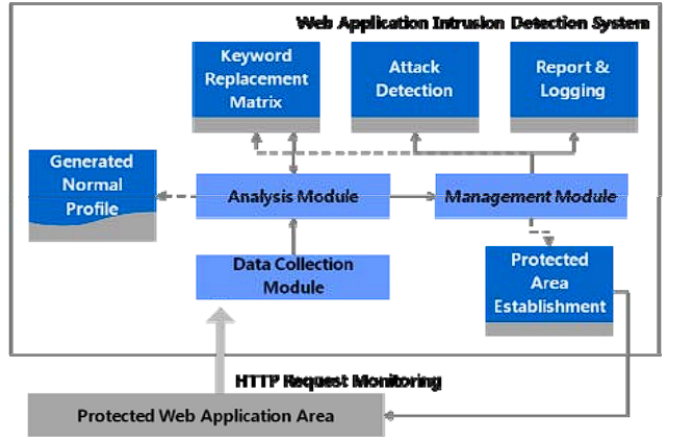 Web Application Intrusion Detection System
Keyword
Replacement
Matrix
Attack
Detection
Report &
Logging
Generated
Normal
Profile
Analysis Module
Management Module
Data Collection
Module
Protected
Area
Establishment
HTTP Request Monitoring
Protected Web Application Area